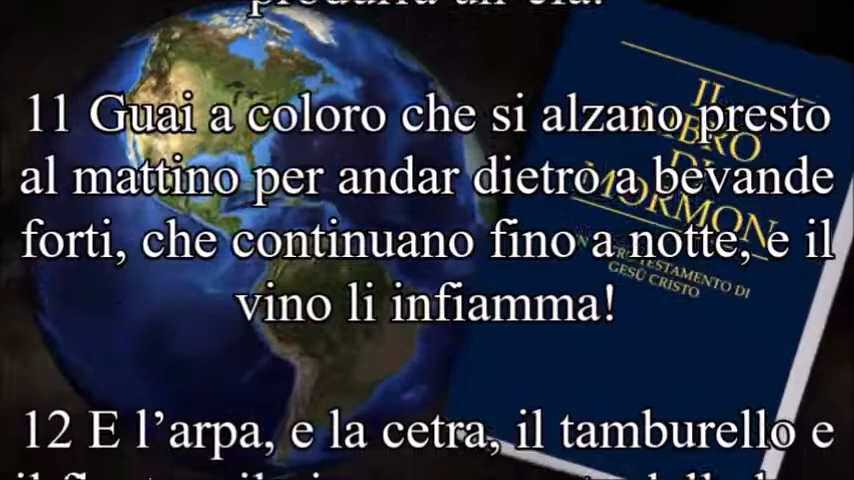 11 Guai a coloro che si alzano presto
al mattino per andar dietro a bevande
forti, che continuano fino a notte, e il
vino li infiamma!
12 E l'arpa, e la cetra, il tamburello e
IL
LIBRO
DI
MORMON
TESTAMENTO DI
GESÙ CRISTO